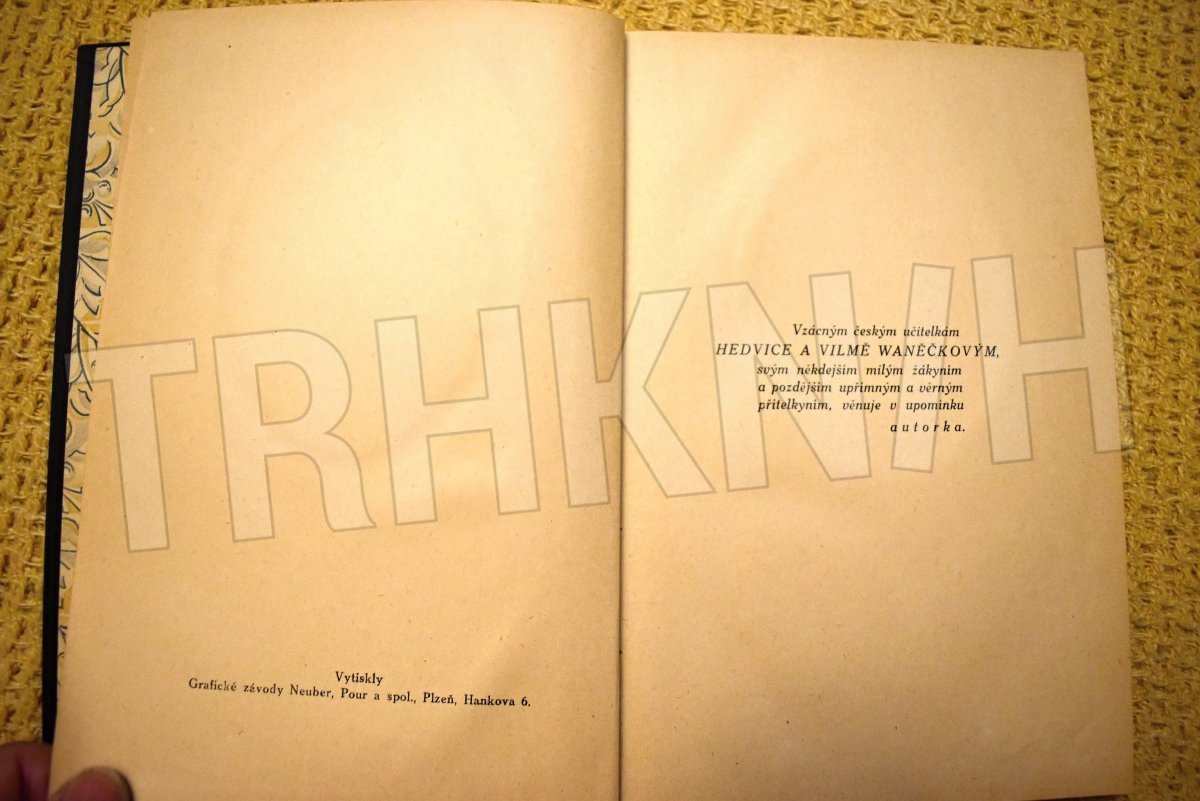 Vytiskly
Grafické závody Neuber, Pour a spol., Plzeň, Hankova 6.
Vzácným českým učitelkám
HEDVICE A VILMĚ WANĚČKOVÝM,
svým někdejším milým žákyním
a pozdějším upřímným a věrným
přítelkyním, věnuje v upomínku
autorka.
TRHKNIH